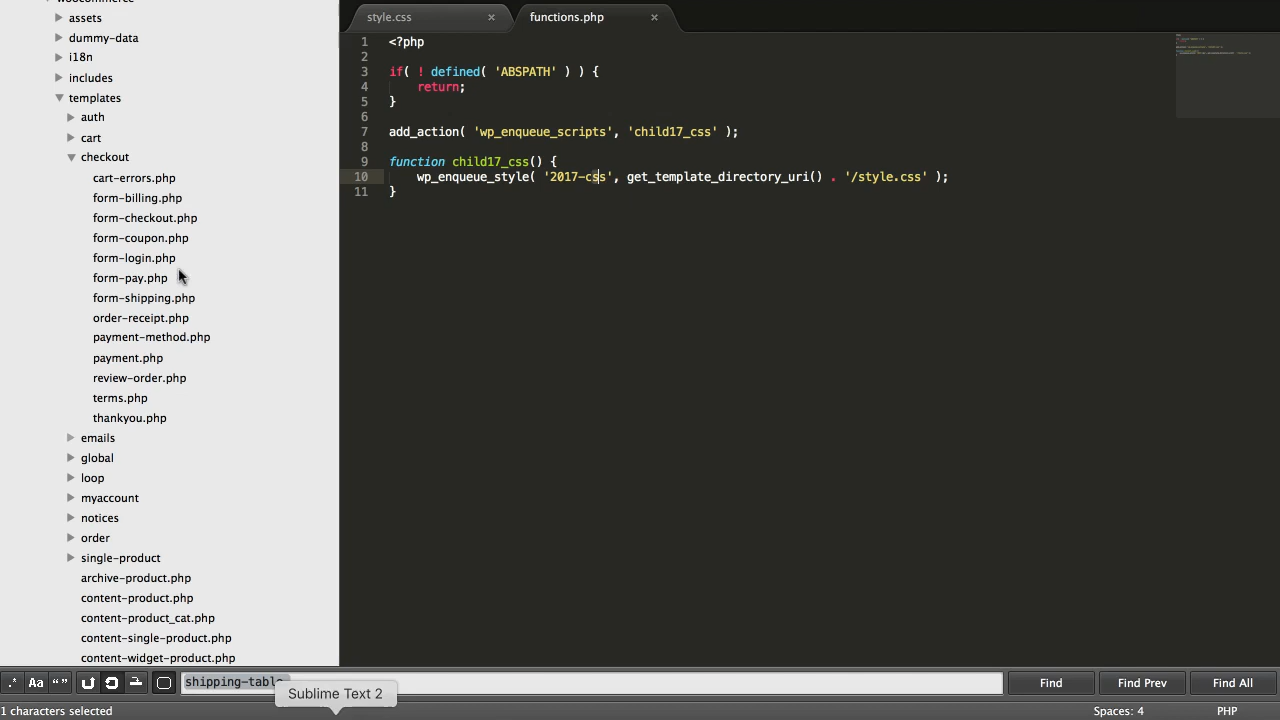 woocommerce
assets
dummy-data
i18n
includes
templates
auth
cart
checkout
cart-errors.php
form-billing.php
form-checkout.php
form-coupon.php
form-login.php
form-pay.php
form-shipping.php
order-receipt.php
payment-method.php
payment.php
review-order.php
terms.php
thankyou.php
emails
global
loop
myaccount
notices
order
single-product
archive-product.php
content-product.php
content-product_cat.php
content-single-product.php
content-widget-product.php
style.css × functions.php ×
1 <?php
2
3 if( ! defined( 'ABSPATH' ) ) {
4 return;
5 }
6
7 add_action( 'wp_enqueue_scripts', 'child17_css' );
8
9 function child17_css() {
10 wp_enqueue_style( '2017-css', get_template_directory_uri() . '/style.css' );
11 }
.* Aa “ ” shipping-table Find Find Prev Find All
Sublime Text 2
1 characters selected Spaces: 4 PHP